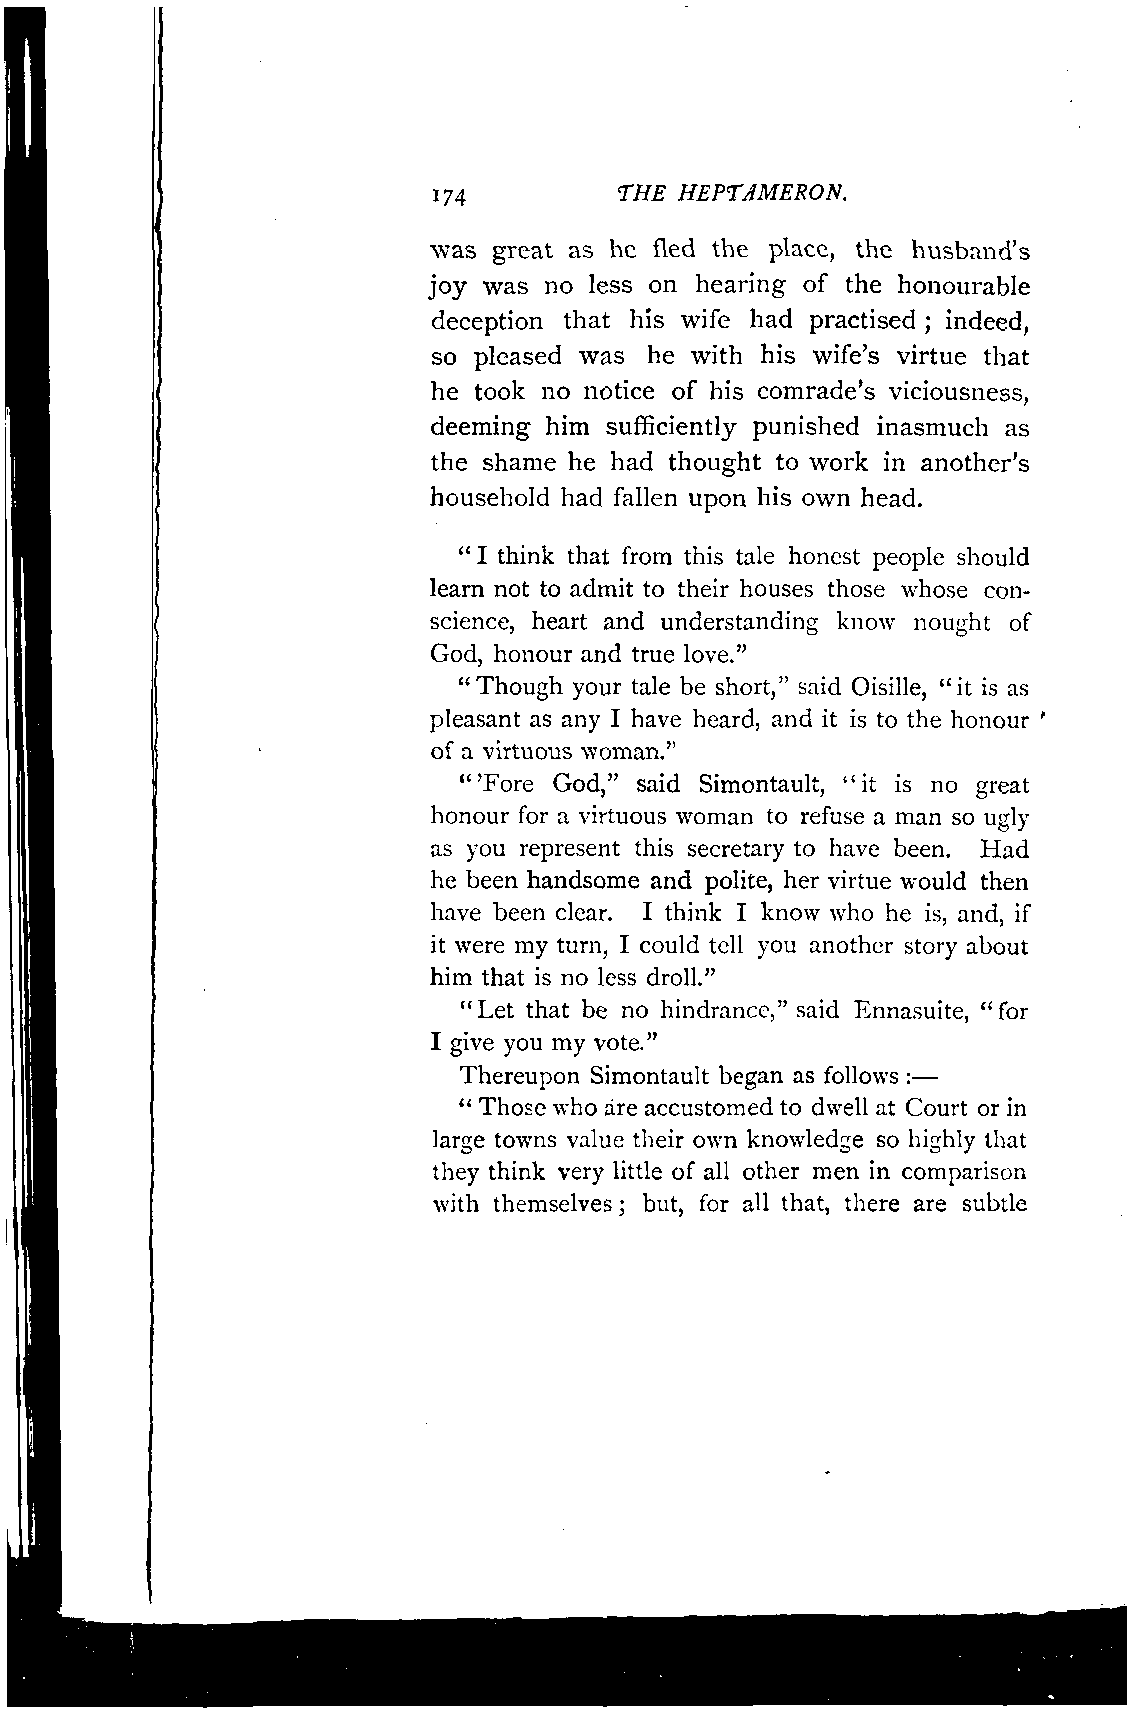 174 THE HEPTAMERON.
was great as he fled the place, the husband's
joy was no less on hearing of the honourable
deception that his wife had practised ; indeed,
so pleased was he with his wife's virtue that
he took no notice of his comrade's viciousness,
deeming him sufficiently punished inasmuch as
the shame he had thought to work in another's
household had fallen upon his own head.
“ I think that from this tale honest people should
learn not to admit to their houses those whose con-
science, heart and understanding know nought of
God, honour and true love.”
“ Though your tale be short,” said Oisille, “ it is as
pleasant as any I have heard, and it is to the honour
of a virtuous woman.”
“ ’Fore God,” said Simontault, “ it is no great
honour for a virtuous woman to refuse a man so ugly
as you represent this secretary to have been. Had
he been handsome and polite, her virtue would then
have been clear. I think I know who he is, and, if
it were my turn, I could tell you another story about
him that is no less droll.”
“ Let that be no hindrance,” said Ennasuite, “ for
I give you my vote.”
Thereupon Simontault began as follows :—
“ Those who are accustomed to dwell at Court or in
large towns value their own knowledge so highly that
they think very little of all other men in comparison
with themselves ; but, for all that, there are subtle